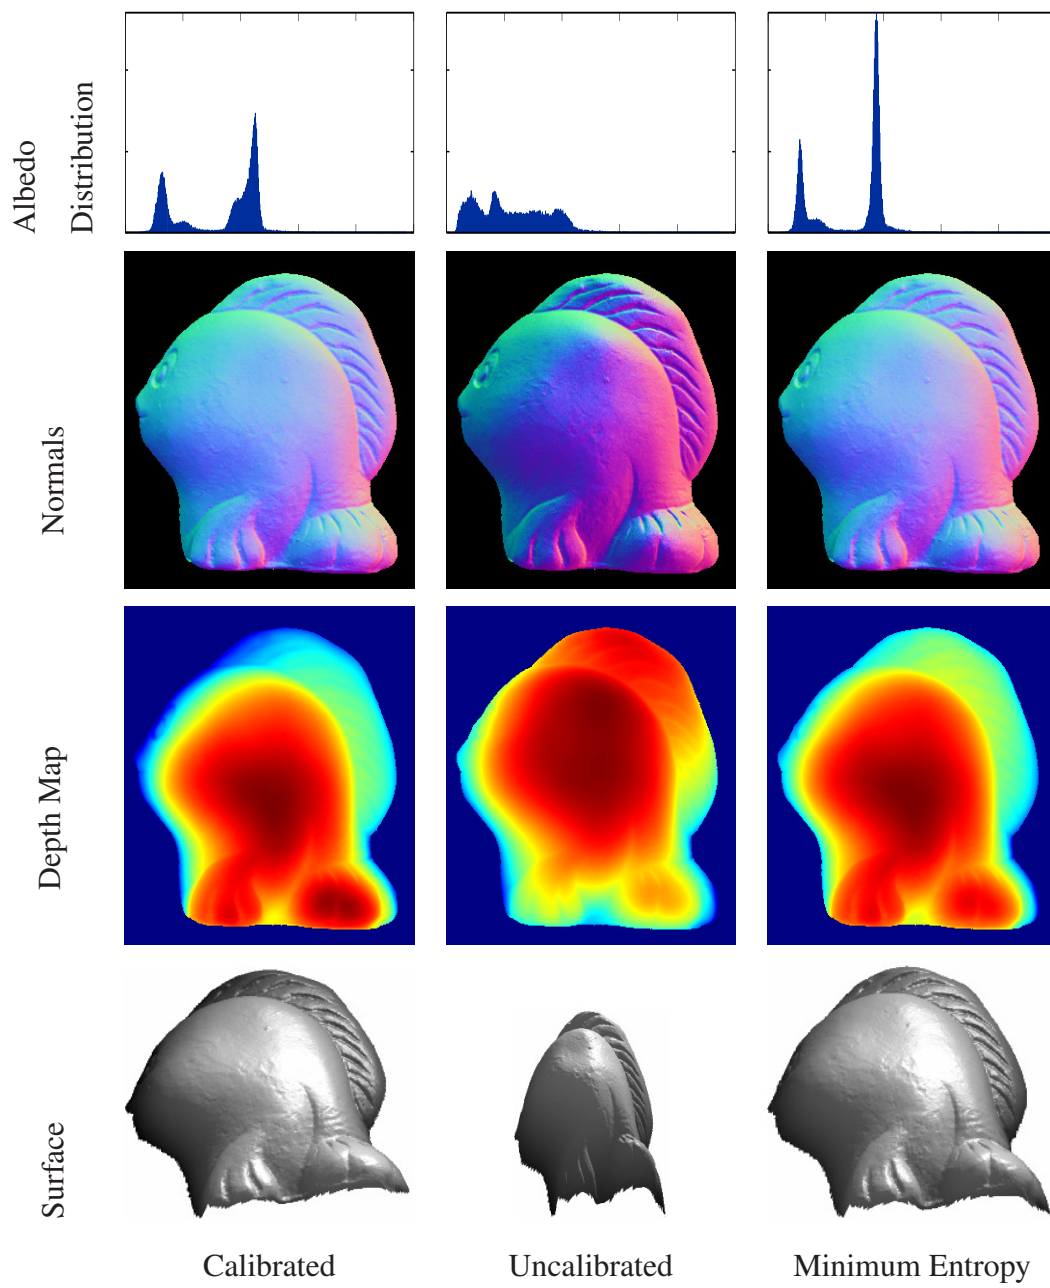 Albedo
Distribution
Normals
Depth Map
Surface
Calibrated
Uncalibrated
Minimum Entropy